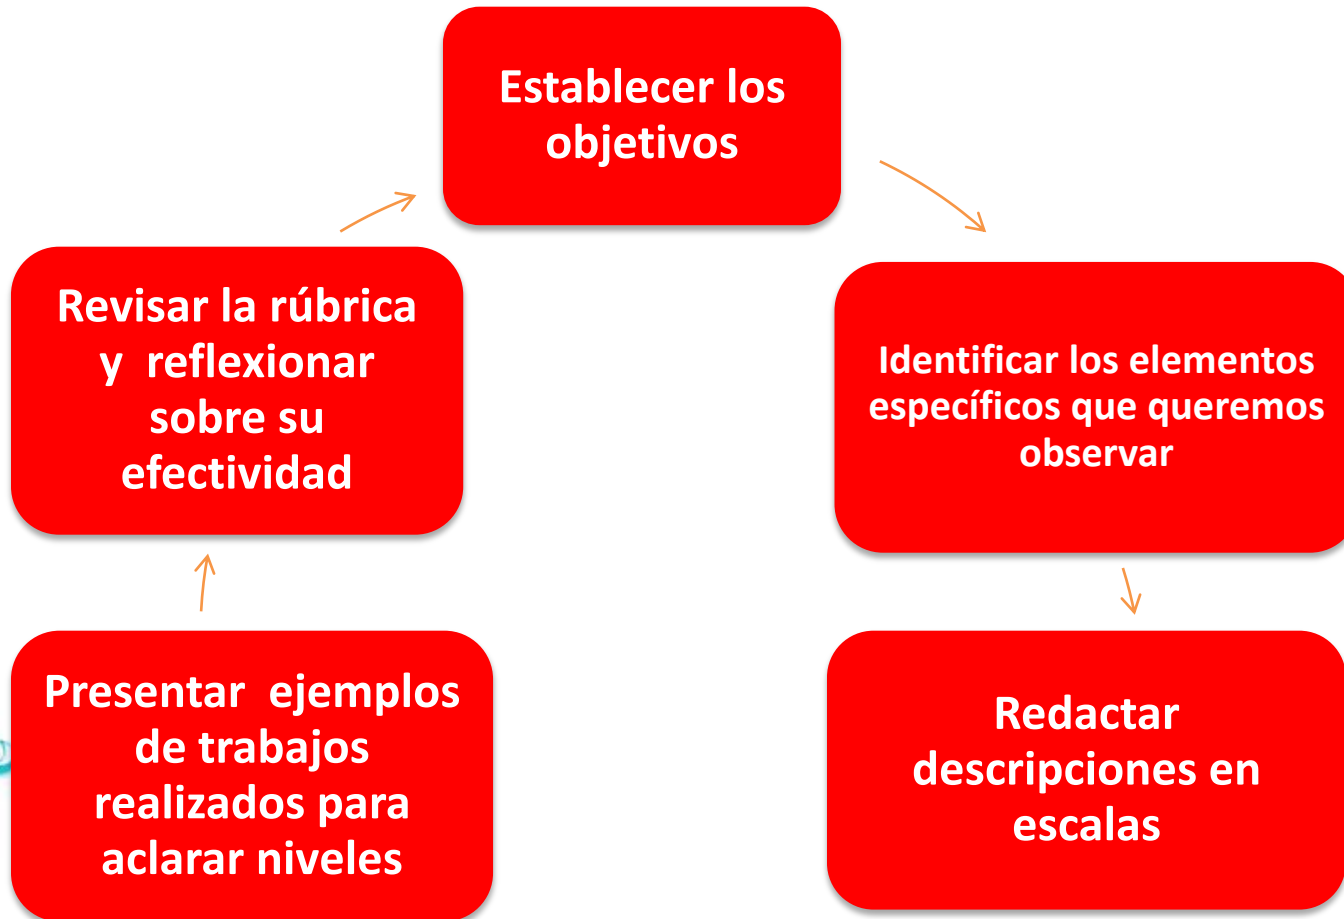 Establecer los
objetivos
Identificar los elementos
específicos que queremos
observar
Redactar
descripciones en
escalas
Presentar  ejemplos
de trabajos
realizados para
aclarar niveles
Revisar la rúbrica
y  reflexionar
sobre su
efectividad